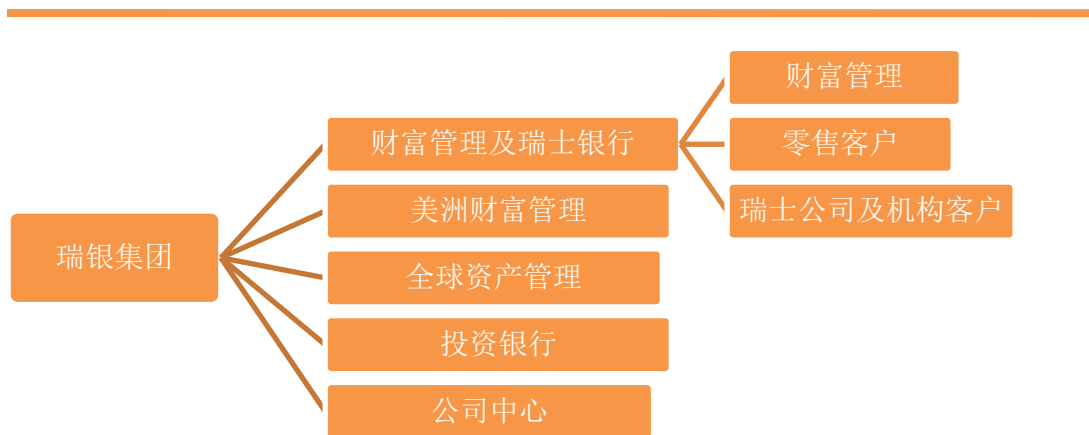 瑞银集团
财富管理及瑞士银行
美洲财富管理
全球资产管理
投资银行
公司中心
财富管理
零售客户
瑞士公司及机构客户